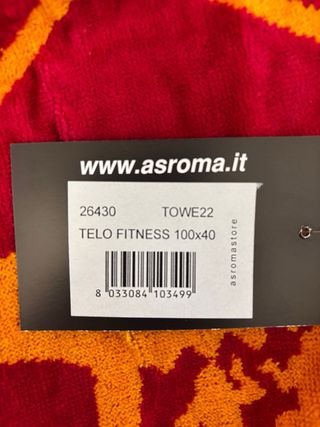 www.asroma.it
26430 TOWE22
TELO FITNESS 100x40
asromastore
8 033084 103499